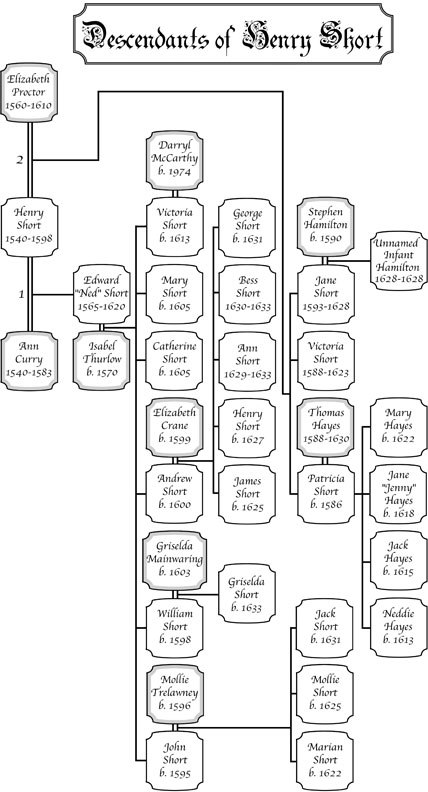 Descendants of Henry Short
Elizabeth
Proctor
1560-1610
2
Henry
Short
1540-1598
1
Ann
Curry
1540-1583
Edward
"Ned" Short
1565-1620
Isabel
Thurlow
b. 1570
Darryl
McCarthy
b. 1974
Victoria
Short
b. 1613
Mary
Short
b. 1605
Catherine
Short
b. 1605
Elizabeth
Crane
b. 1599
Andrew
Short
b. 1600
Griselda
Mainwaring
b. 1603
William
Short
b. 1598
Mollie
Trelawney
b. 1596
John
Short
b. 1595
George
Short
b. 1631
Bess
Short
1630-1633
Ann
Short
1629-1633
Henry
Short
b. 1627
James
Short
b. 1625
Griselda
Short
b. 1633
Stephen
Hamilton
b. 1590
Jane
Short
1593-1628
Victoria
Short
1588-1623
Thomas
Hayes
1588-1630
Patricia
Short
b. 1586
Jack
Short
b. 1631
Mollie
Short
b. 1625
Marian
Short
b. 1622
Unnamed
Infant
Hamilton
1628-1628
Mary
Hayes
b. 1622
Jane
"Jenny"
Hayes
b. 1618
Jack
Hayes
b. 1615
Neddie
Hayes
b. 1613